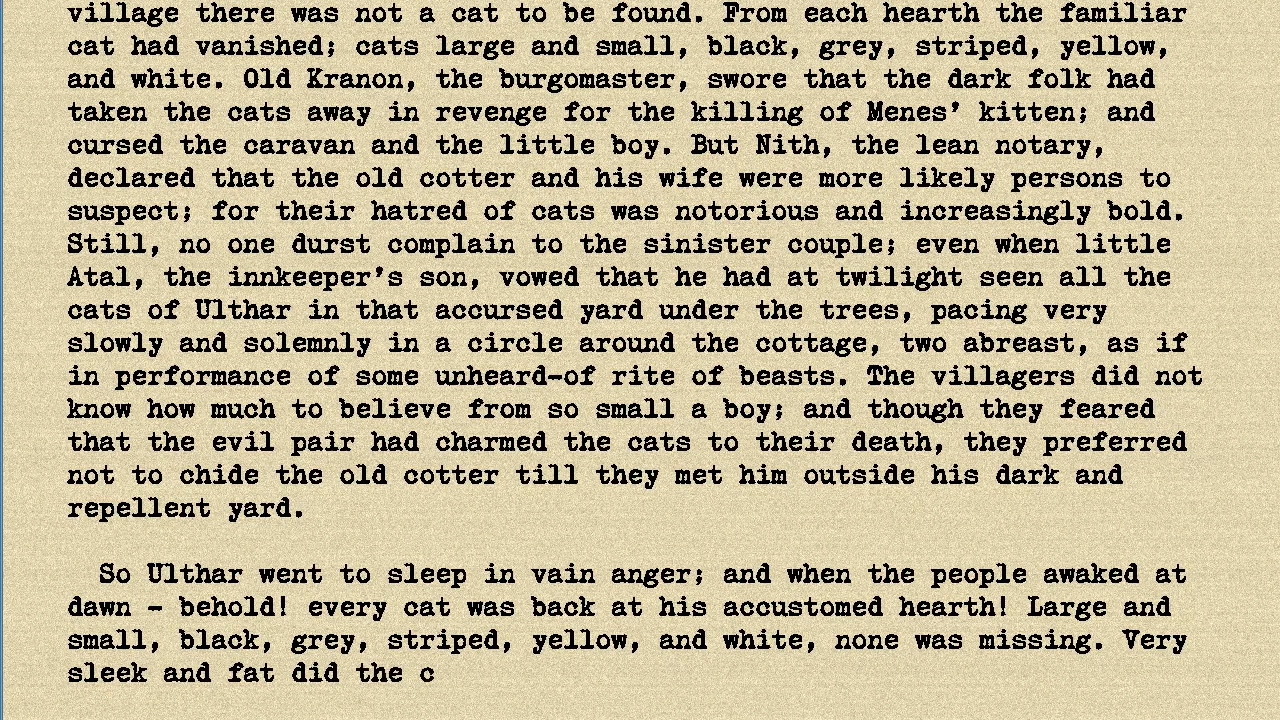 village there was not a cat to be found. From each hearth the familiar
cat had vanished; cats large and small, black, grey, striped, yellow,
and white. Old Kranon, the burgomaster, swore that the dark folk had
taken the cats away in revenge for the killing of Menes’ kitten; and
cursed the caravan and the little boy. But Nith, the lean notary,
declared that the old cotter and his wife were more likely persons to
suspect; for their hatred of cats was notorious and increasingly bold.
Still, no one durst complain to the sinister couple; even when little
Atal, the innkeeper’s son, vowed that he had at twilight seen all the
cats of Ulthar in that accursed yard under the trees, pacing very
slowly and solemnly in a circle around the cottage, two abreast, as if
in performance of some unheard-of rite of beasts. The villagers did not
know how much to believe from so small a boy; and though they feared
that the evil pair had charmed the cats to their death, they preferred
not to chide the old cotter till they met him outside his dark and
repellent yard.
So Ulthar went to sleep in vain anger; and when the people awaked at
dawn – behold! every cat was back at his accustomed hearth! Large and
small, black, grey, striped, yellow, and white, none was missing. Very
sleek and fat did the c